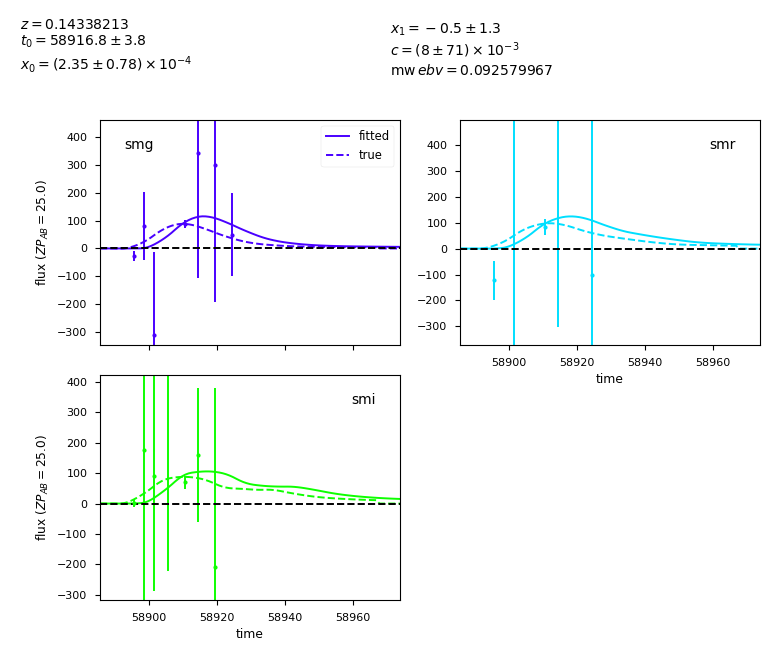 z = 0.14338213
t₀ = 58916.8 ± 3.8
x₀ = (2.35 ± 0.78) × 10⁻⁴
x₁ = −0.5 ± 1.3
c = (8 ± 71) × 10⁻³
mw ebv = 0.092579967
smg
fitted
true
400
300
200
100
0
−100
−200
−300
flux (ZP_AB = 25.0)
smr
400
300
200
100
0
−100
−200
−300
58900 58920 58940 58960
time
smi
400
300
200
100
0
−100
−200
−300
flux (ZP_AB = 25.0)
58900 58920 58940 58960
time